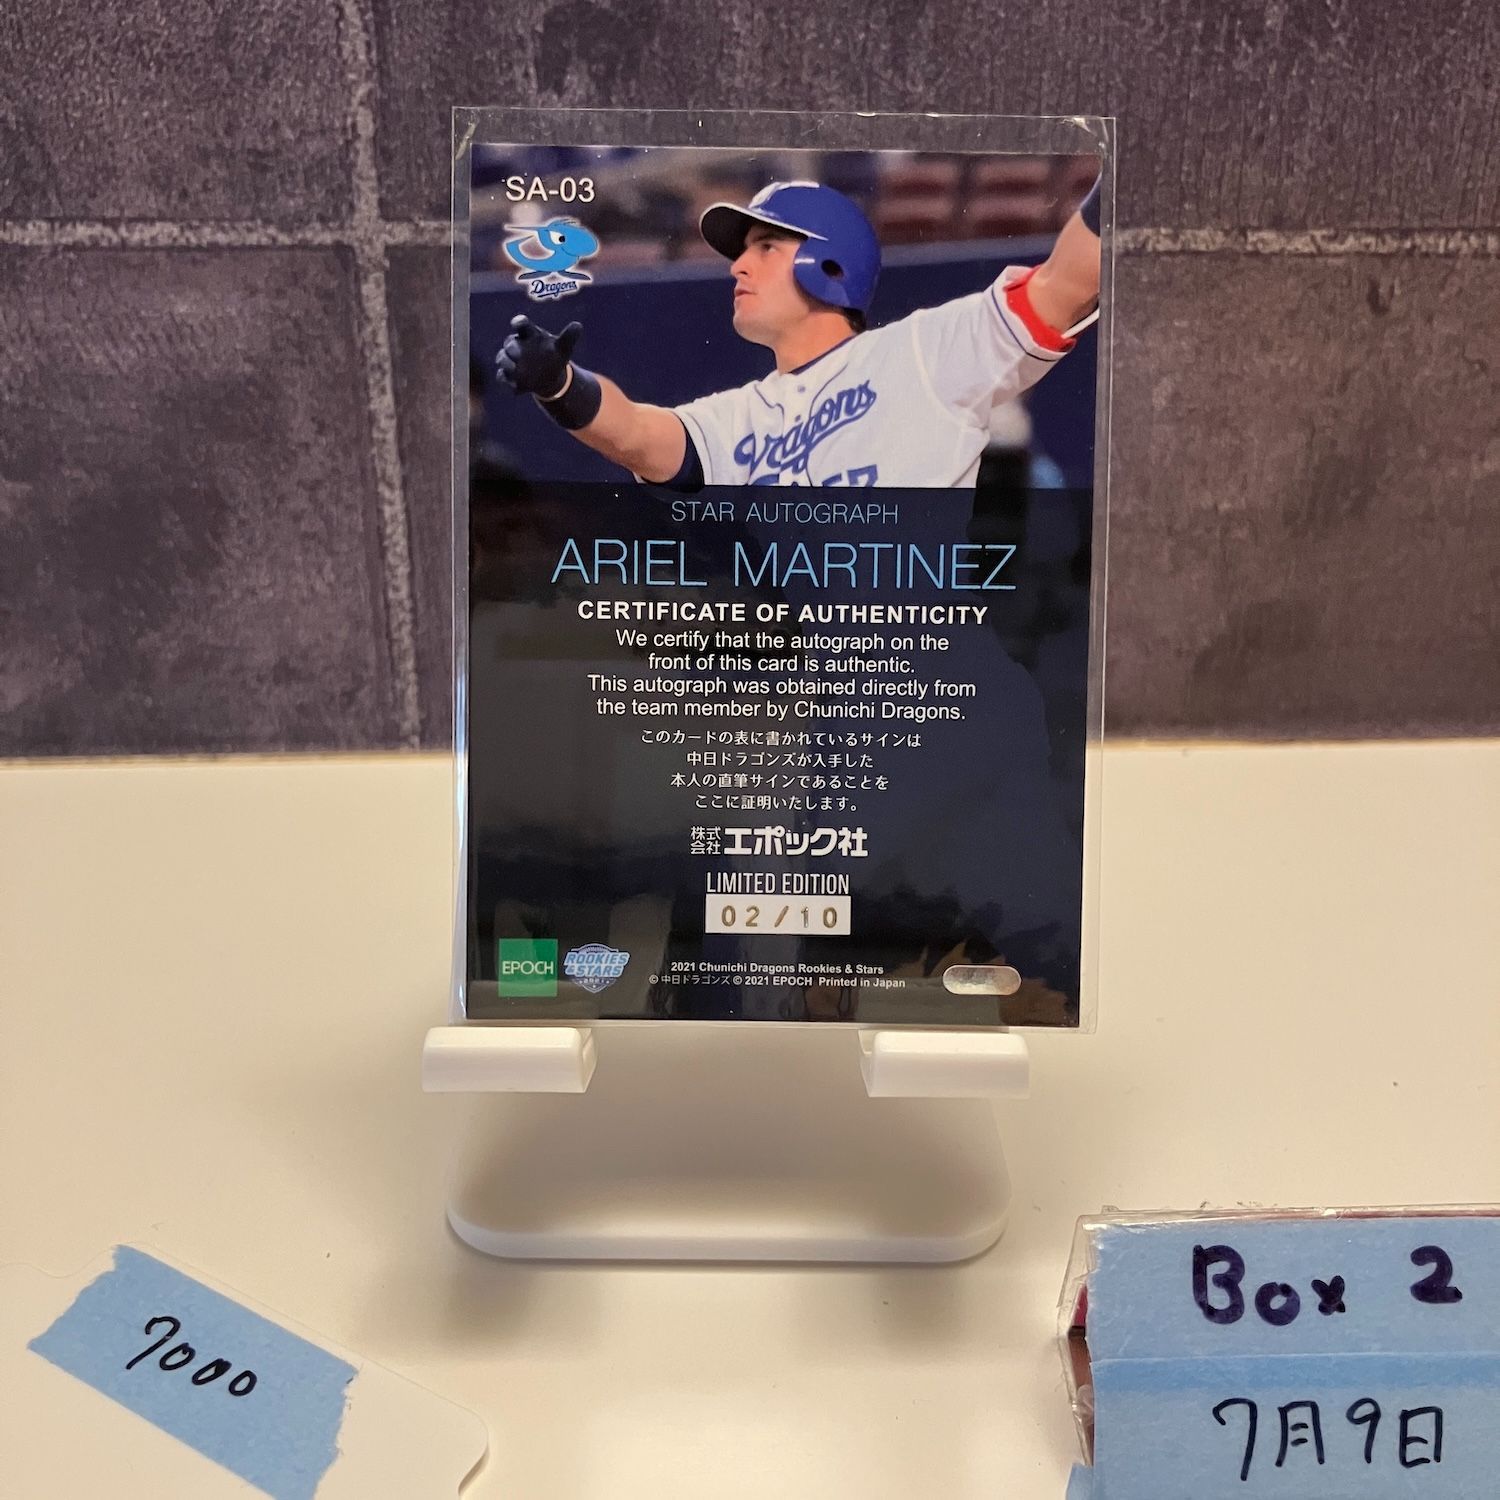 SA-03
Dragons
Dragons
57
STAR AUTOGRAPH
ARIEL MARTINEZ
CERTIFICATE OF AUTHENTICITY
We certify that the autograph on the
front of this card is authentic.
This autograph was obtained directly from
the team member by Chunichi Dragons.
このカードの表に書かれているサインは
中日ドラゴンズが入手した
本人の直筆サインであることを
ここに証明いたします。
株式会社エポック社
LIMITED EDITION
02/10
EPOCH
ROOKIES
& STARS
2021
2021 Chunichi Dragons Rookies & Stars
© 中日ドラゴンズ © 2021 EPOCH Printed in Japan
7000
Box 2
7月9日